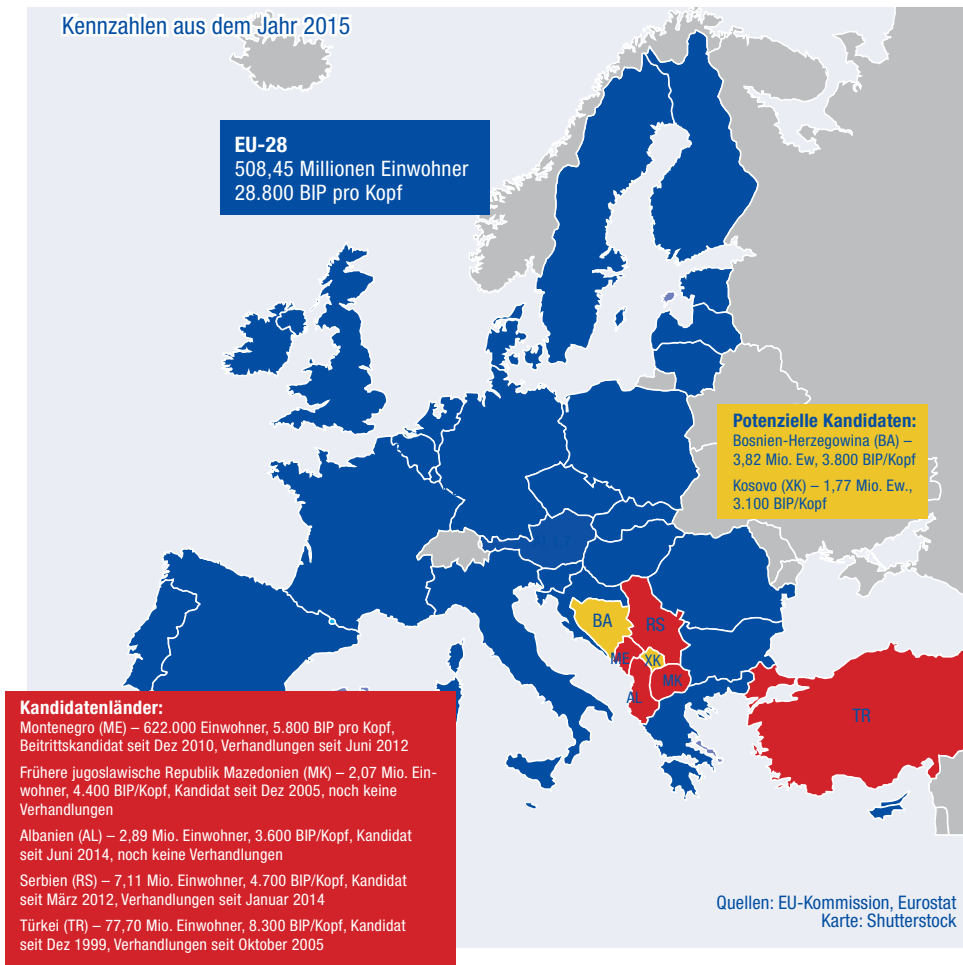 Kennzahlen aus dem Jahr 2015
EU-28
508,45 Millionen Einwohner
28.800 BIP pro Kopf
Potenzielle Kandidaten:
Bosnien-Herzegowina (BA) –
3,82 Mio. Ew, 3.800 BIP/Kopf
Kosovo (XK) – 1,77 Mio. Ew.,
3.100 BIP/Kopf
BA
RS
ME
XK
MK
AL
TR
Kandidatenländer:
Montenegro (ME) – 622.000 Einwohner, 5.800 BIP pro Kopf,
Beitrittskandidat seit Dez 2010, Verhandlungen seit Juni 2012
Frühere jugoslawische Republik Mazedonien (MK) – 2,07 Mio. Ein-
wohner, 4.400 BIP/Kopf, Kandidat seit Dez 2005, noch keine
Verhandlungen
Albanien (AL) – 2,89 Mio. Einwohner, 3.600 BIP/Kopf, Kandidat
seit Juni 2014, noch keine Verhandlungen
Serbien (RS) – 7,11 Mio. Einwohner, 4.700 BIP/Kopf, Kandidat
seit März 2012, Verhandlungen seit Januar 2014
Türkei (TR) – 77,70 Mio. Einwohner, 8.300 BIP/Kopf, Kandidat
seit Dez 1999, Verhandlungen seit Oktober 2005
Quellen: EU-Kommission, Eurostat
Karte: Shutterstock